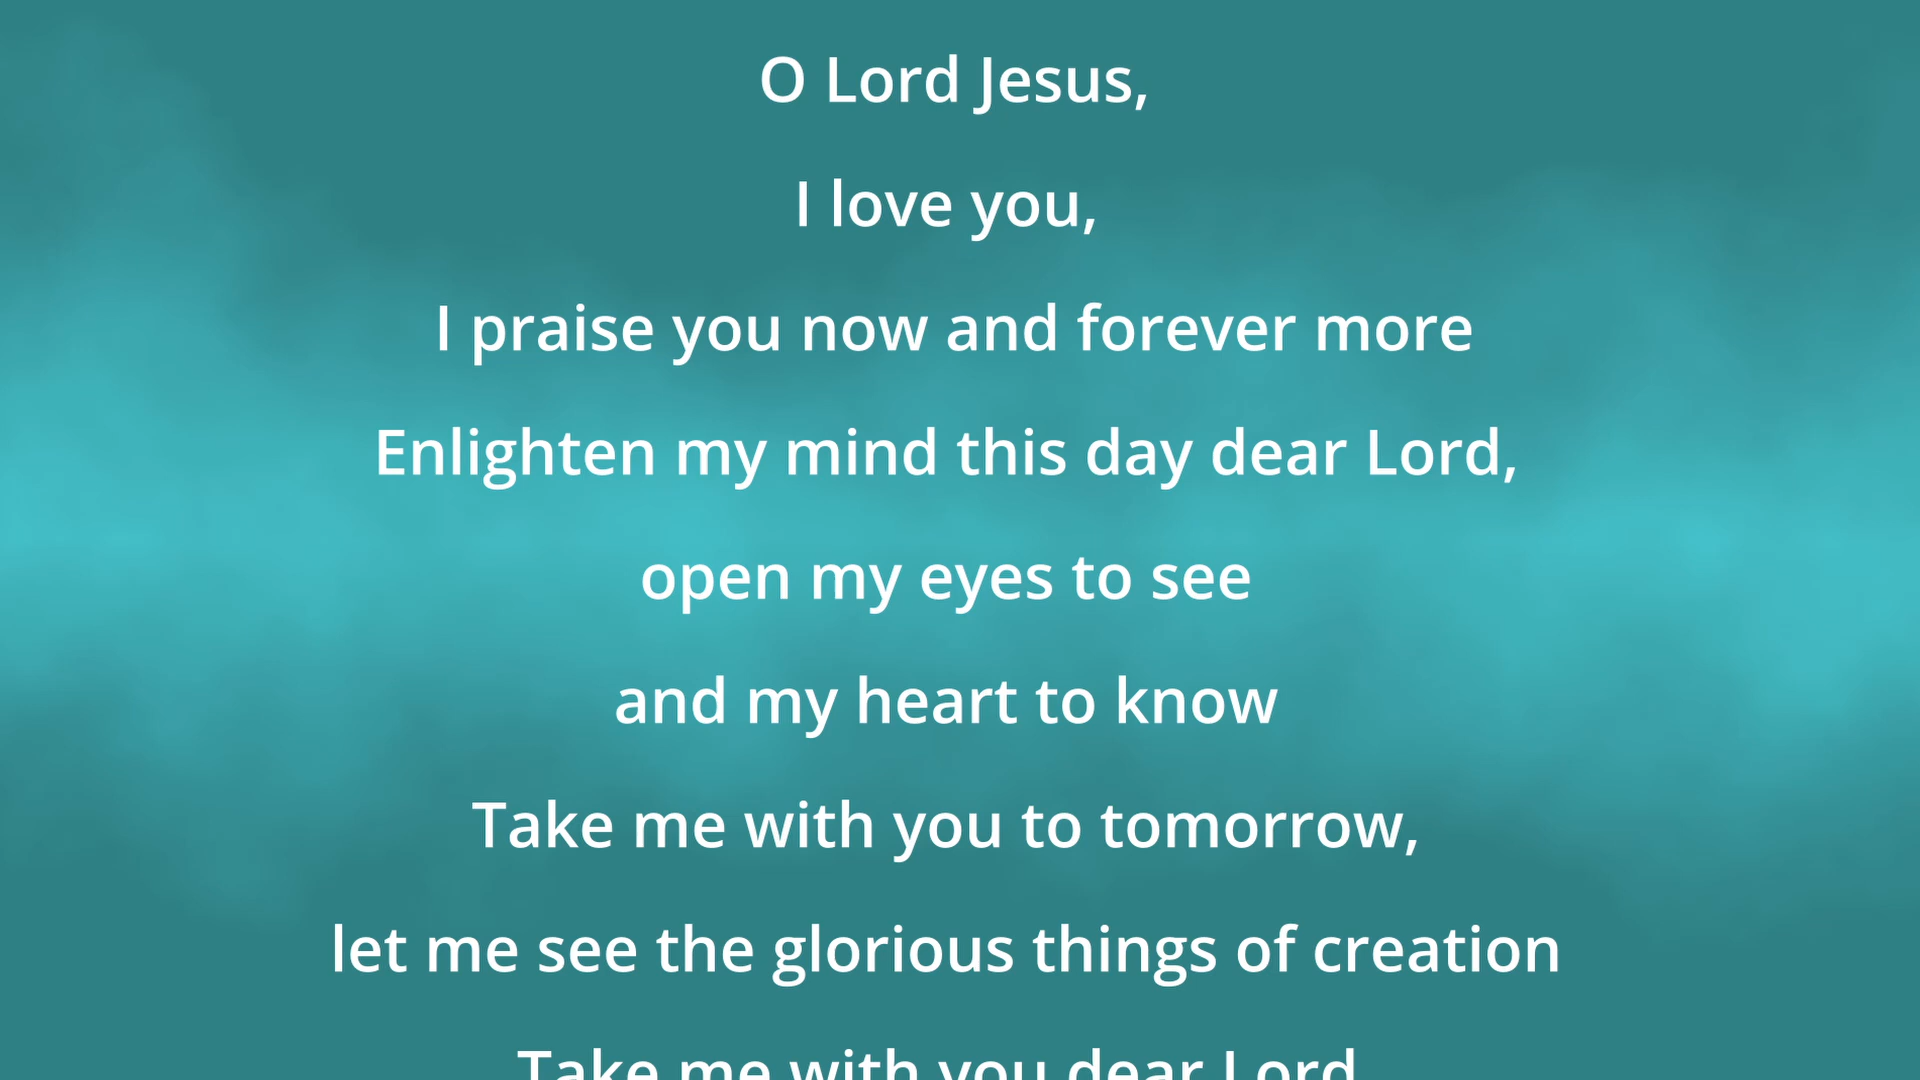 O Lord Jesus,
I love you,
I praise you now and forever more
Enlighten my mind this day dear Lord,
open my eyes to see
and my heart to know
Take me with you to tomorrow,
let me see the glorious things of creation
Take me with you dear Lord